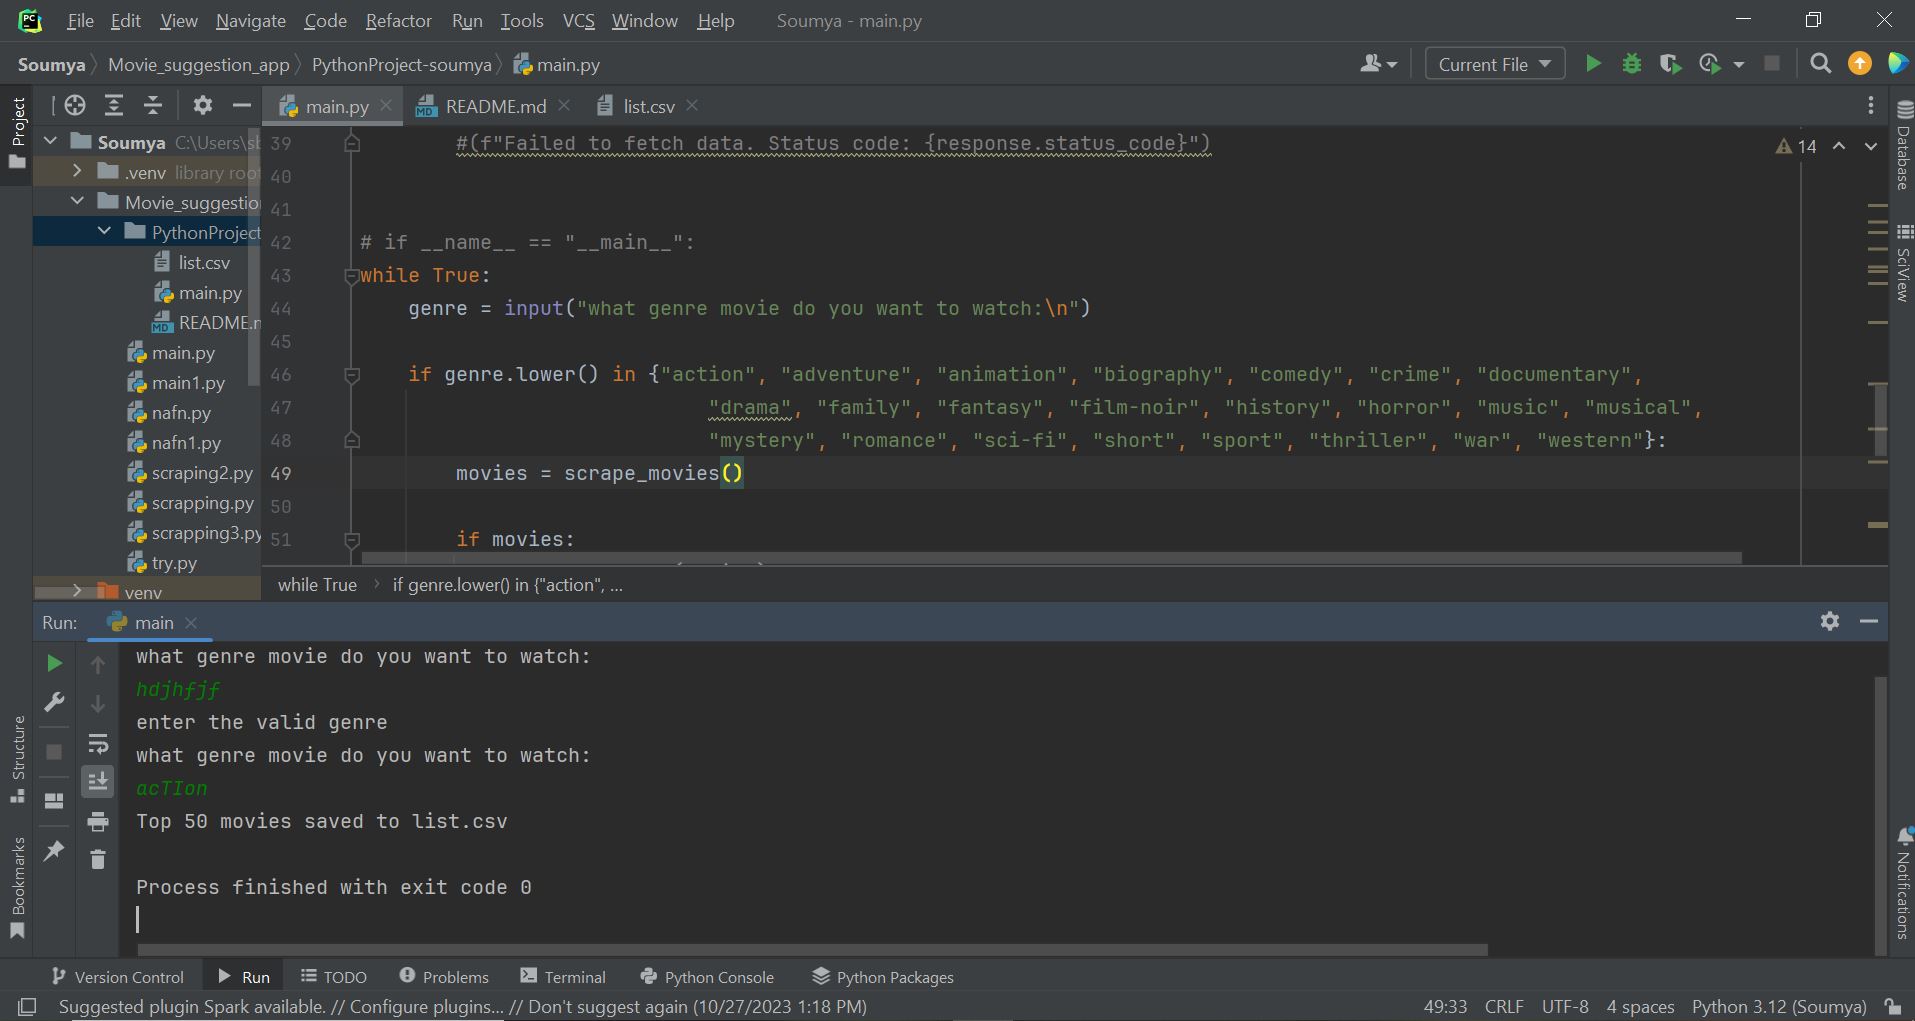 PC File Edit View Navigate Code Refactor Run Tools VCS Window Help Soumya - main.py
Soumya Movie_suggestion_app PythonProject-soumya main.py Current File
Project
main.py README.md list.csv
Soumya C:\Users\sb
.venv library root
Movie_suggestion
PythonProject
list.csv
main.py
README.m
main.py
main1.py
nafn.py
nafn1.py
scraping2.py
scrapping.py
scrapping3.py
try.py
venv
39 #(f"Failed to fetch data. Status code: {response.status_code}")
14
40
41
42 # if __name__ == "__main__":
43 while True:
44 genre = input("what genre movie do you want to watch:\n")
45
46 if genre.lower() in {"action", "adventure", "animation", "biography", "comedy", "crime", "documentary",
47 "drama", "family", "fantasy", "film-noir", "history", "horror", "music", "musical",
48 "mystery", "romance", "sci-fi", "short", "sport", "thriller", "war", "western"}:
49 movies = scrape_movies()
50
51 if movies:
while True if genre.lower() in {"action", ...
Database
SciView
Notifications
Run: main
what genre movie do you want to watch:
hdjhfjf
enter the valid genre
what genre movie do you want to watch:
acTIon
Top 50 movies saved to list.csv
Process finished with exit code 0
Structure
Bookmarks
Version Control Run TODO Problems Terminal Python Console Python Packages
Suggested plugin Spark available. // Configure plugins... // Don't suggest again (10/27/2023 1:18 PM) 49:33 CRLF UTF-8 4 spaces Python 3.12 (Soumya)